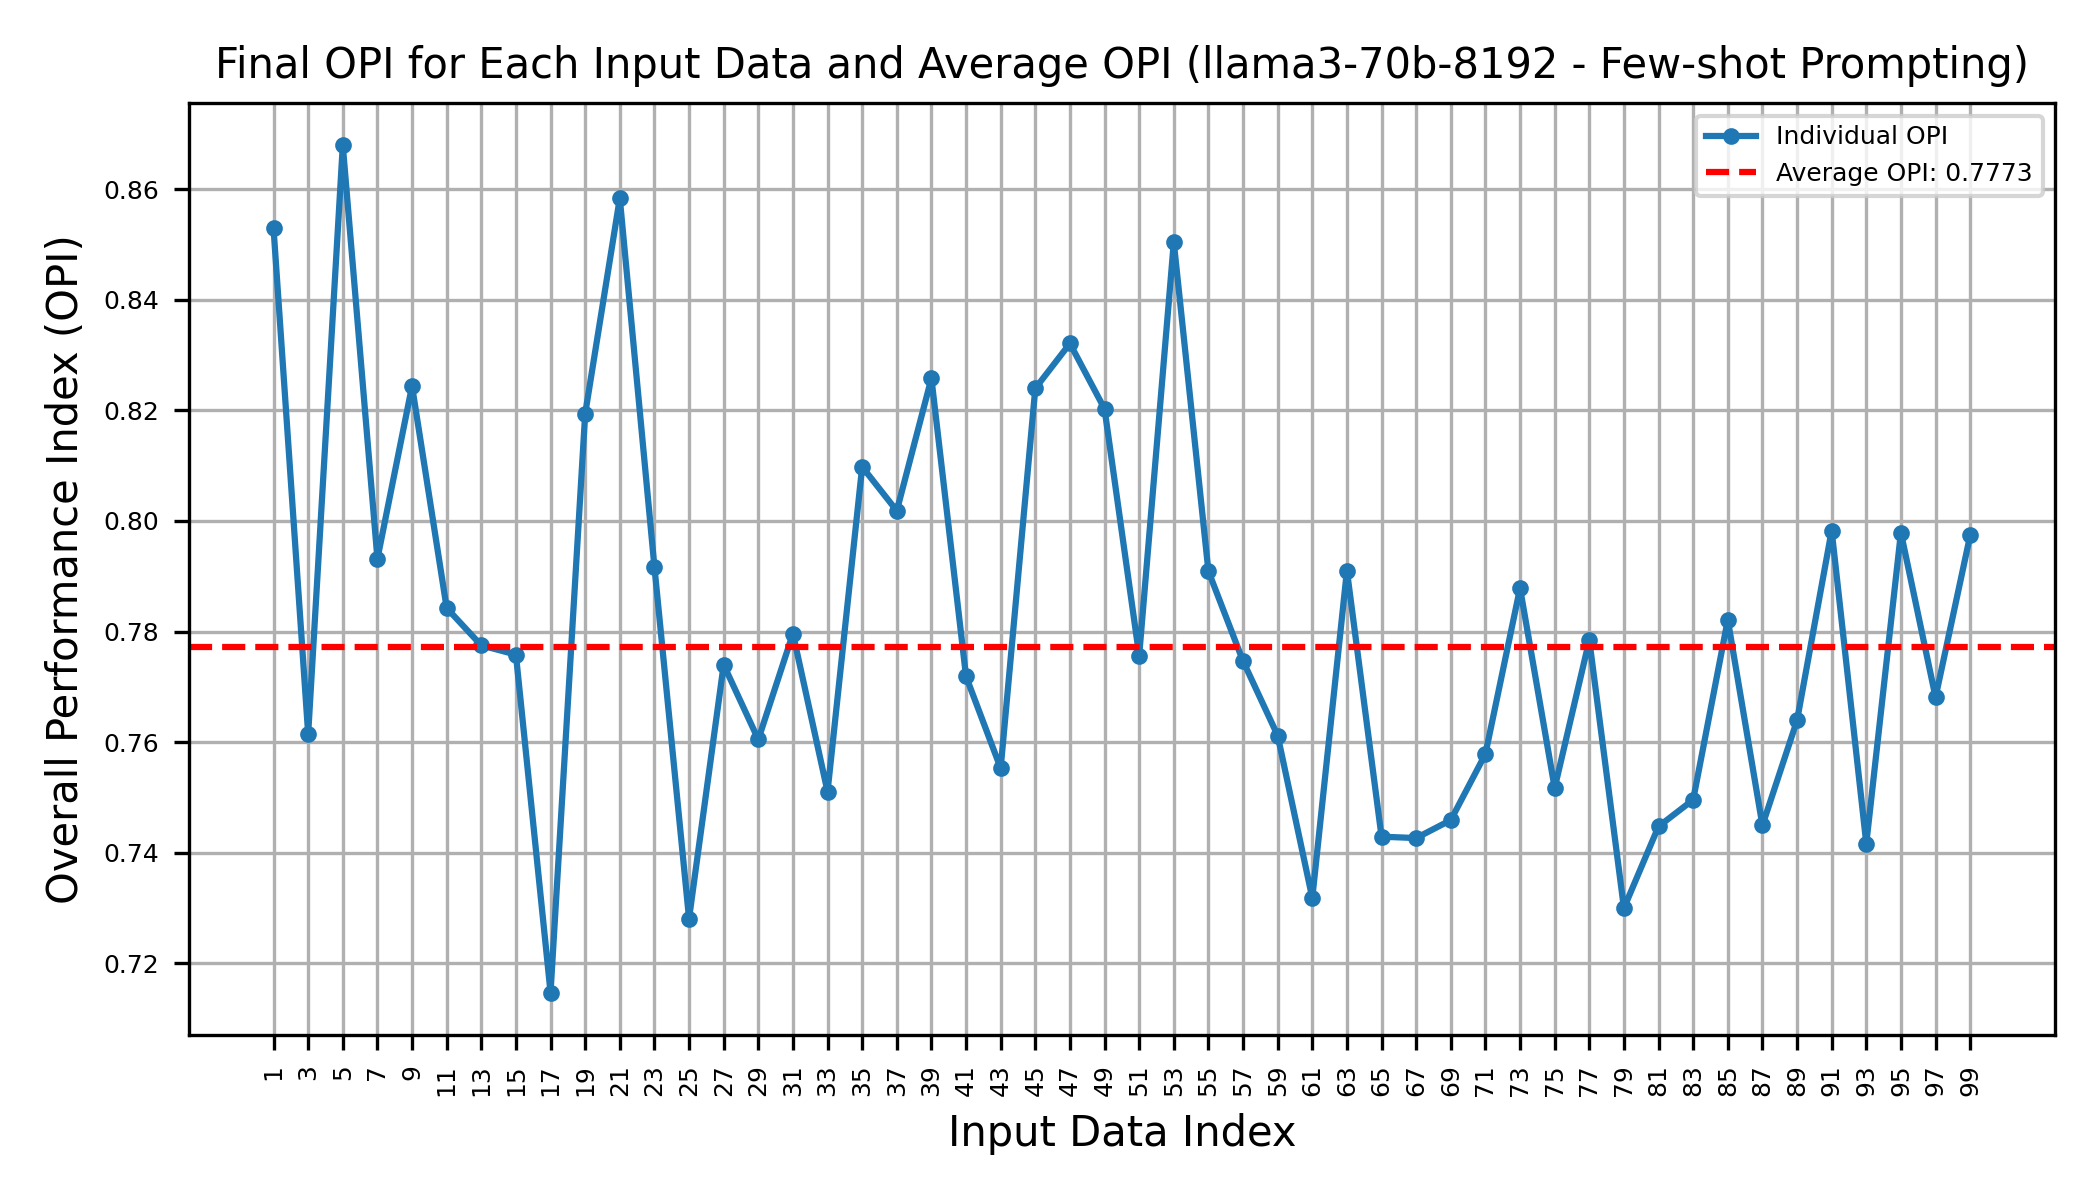 Final OPI for Each Input Data and Average OPI (llama3-70b-8192 - Few-shot Prompting)
Individual OPI
Average OPI: 0.7773
Overall Performance Index (OPI)
0.86
0.84
0.82
0.80
0.78
0.76
0.74
0.72
1 3 5 7 9 11 13 15 17 19 21 23 25 27 29 31 33 35 37 39 41 43 45 47 49 51 53 55 57 59 61 63 65 67 69 71 73 75 77 79 81 83 85 87 89 91 93 95 97 99
Input Data Index